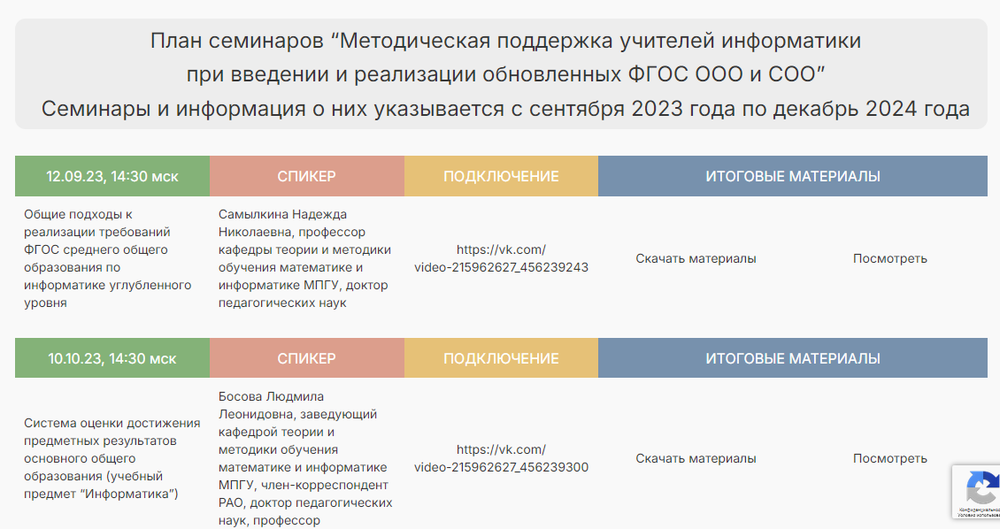 План семинаров “Методическая поддержка учителей информатики
при введении и реализации обновленных ФГОС ООО и СОО”
Семинары и информация о них указывается с сентября 2023 года по декабрь 2024 года
12.09.23, 14:30 мск
СПИКЕР
ПОДКЛЮЧЕНИЕ
ИТОГОВЫЕ МАТЕРИАЛЫ
Общие подходы к
реализации требований
ФГОС среднего общего
образования по
информатике углубленного
уровня
Самылкина Надежда
Николаевна, профессор
кафедры теории и методики
обучения математике и
информатике МПГУ, доктор
педагогических наук
https://vk.com/
video-215962627_456239243
Скачать материалы
Посмотреть
10.10.23, 14:30 мск
СПИКЕР
ПОДКЛЮЧЕНИЕ
ИТОГОВЫЕ МАТЕРИАЛЫ
Система оценки достижения
предметных результатов
основного общего
образования (учебный
предмет “Информатика”)
Босова Людмила
Леонидовна, заведующий
кафедрой теории и
методики обучения
математике и информатике
МПГУ, член-корреспондент
РАО, доктор педагогических
наук, профессор
https://vk.com/
video-215962627_456239300
Скачать материалы
Посмотреть